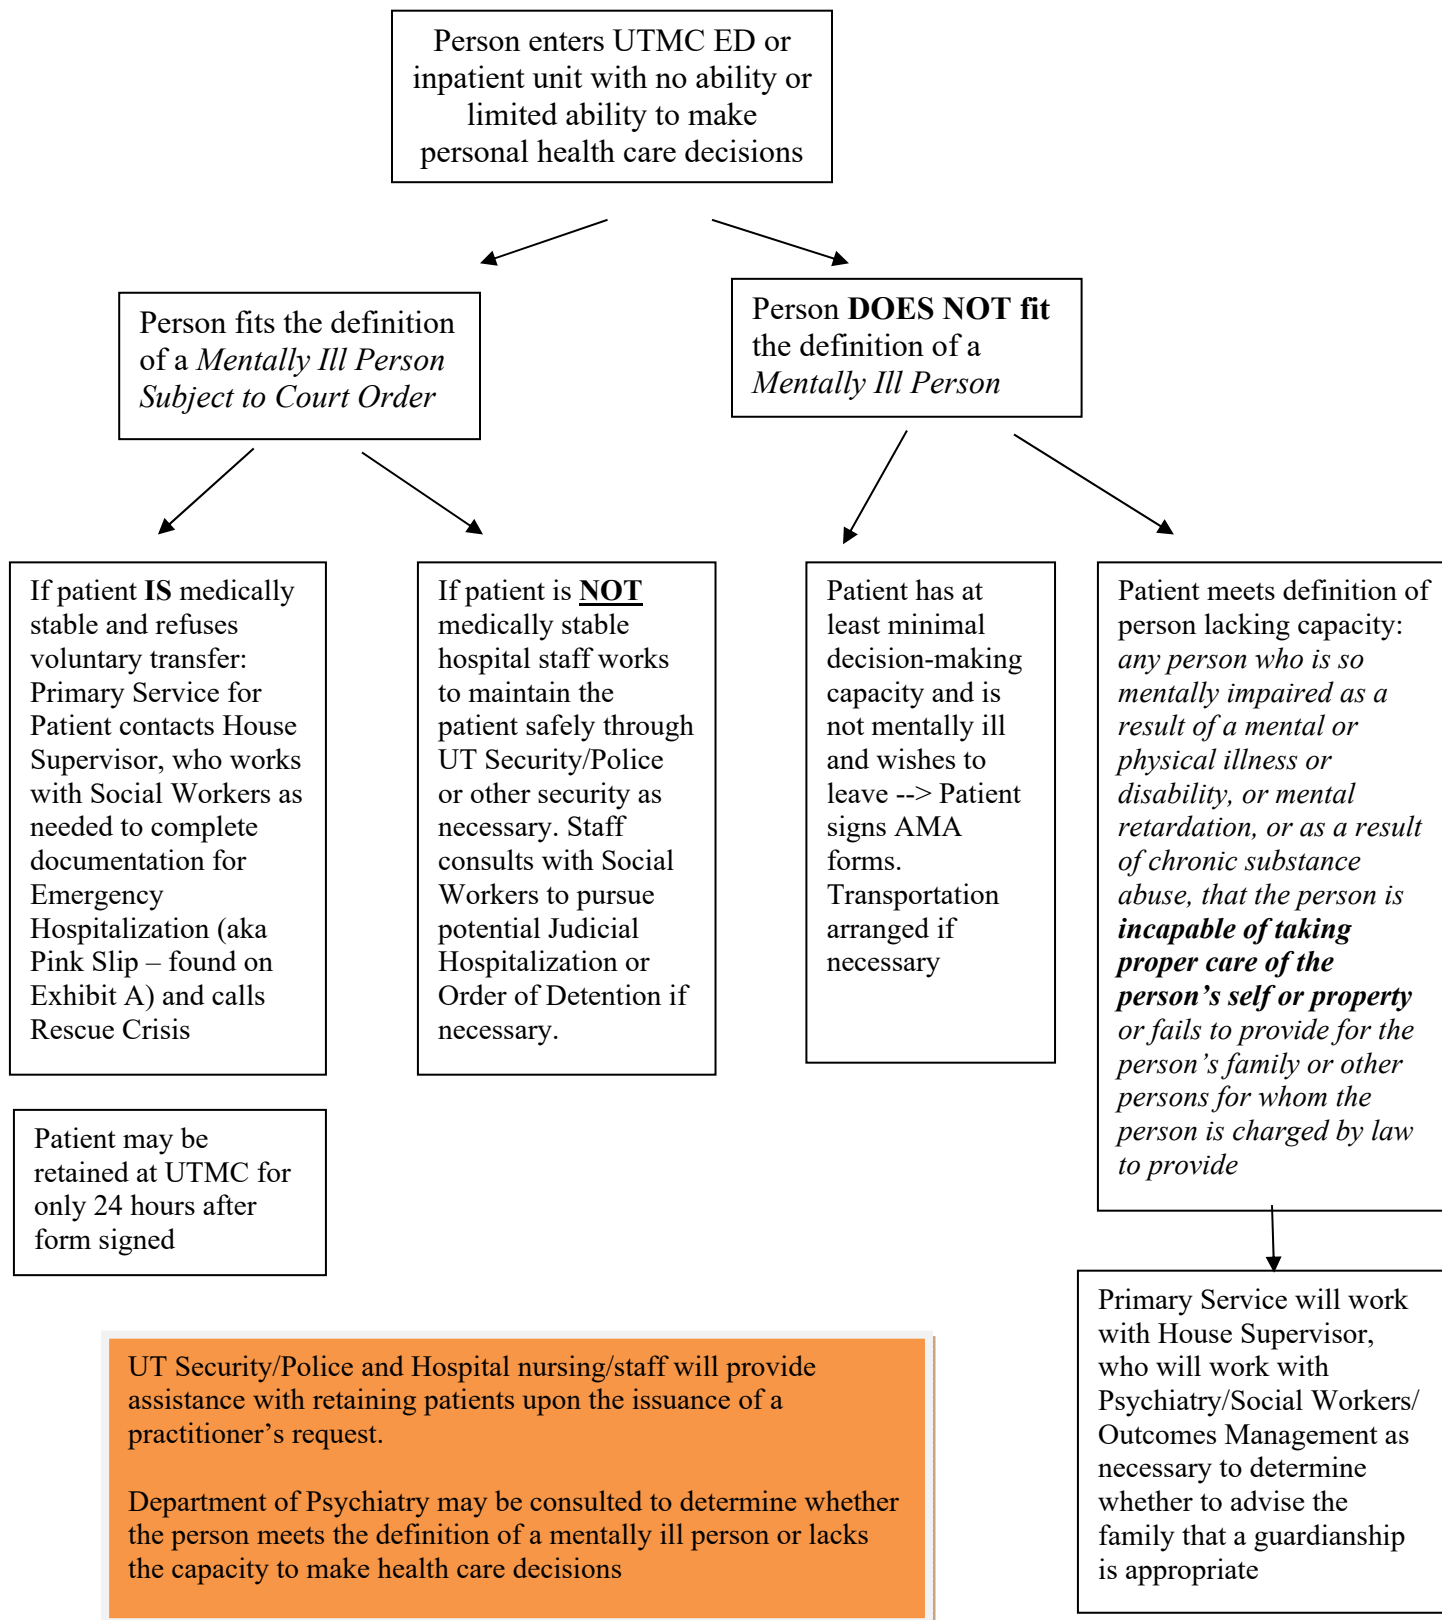 Person enters UTMC ED or
inpatient unit with no ability or
limited ability to make
personal health care decisions
Person fits the definition
of a Mentally Ill Person
Subject to Court Order
Person DOES NOT fit
the definition of a
Mentally Ill Person
If patient IS medically
stable and refuses
voluntary transfer:
Primary Service for
Patient contacts House
Supervisor, who works
with Social Workers as
needed to complete
documentation for
Emergency
Hospitalization (aka
Pink Slip – found on
Exhibit A) and calls
Rescue Crisis
If patient is NOT
medically stable
hospital staff works
to maintain the
patient safely through
UT Security/Police
or other security as
necessary. Staff
consults with Social
Workers to pursue
potential Judicial
Hospitalization or
Order of Detention if
necessary.
Patient has at
least minimal
decision-making
capacity and is
not mentally ill
and wishes to
leave --> Patient
signs AMA
forms.
Transportation
arranged if
necessary
Patient meets definition of
person lacking capacity:
any person who is so
mentally impaired as a
result of a mental or
physical illness or
disability, or mental
retardation, or as a result
of chronic substance
abuse, that the person is
incapable of taking
proper care of the
person's self or property
or fails to provide for the
person's family or other
persons for whom the
person is charged by law
to provide
Patient may be
retained at UTMC for
only 24 hours after
form signed
Primary Service will work
with House Supervisor,
who will work with
Psychiatry/Social Workers/
Outcomes Management as
necessary to determine
whether to advise the
family that a guardianship
is appropriate
UT Security/Police and Hospital nursing/staff will provide
assistance with retaining patients upon the issuance of a
practitioner's request.
Department of Psychiatry may be consulted to determine whether
the person meets the definition of a mentally ill person or lacks
the capacity to make health care decisions